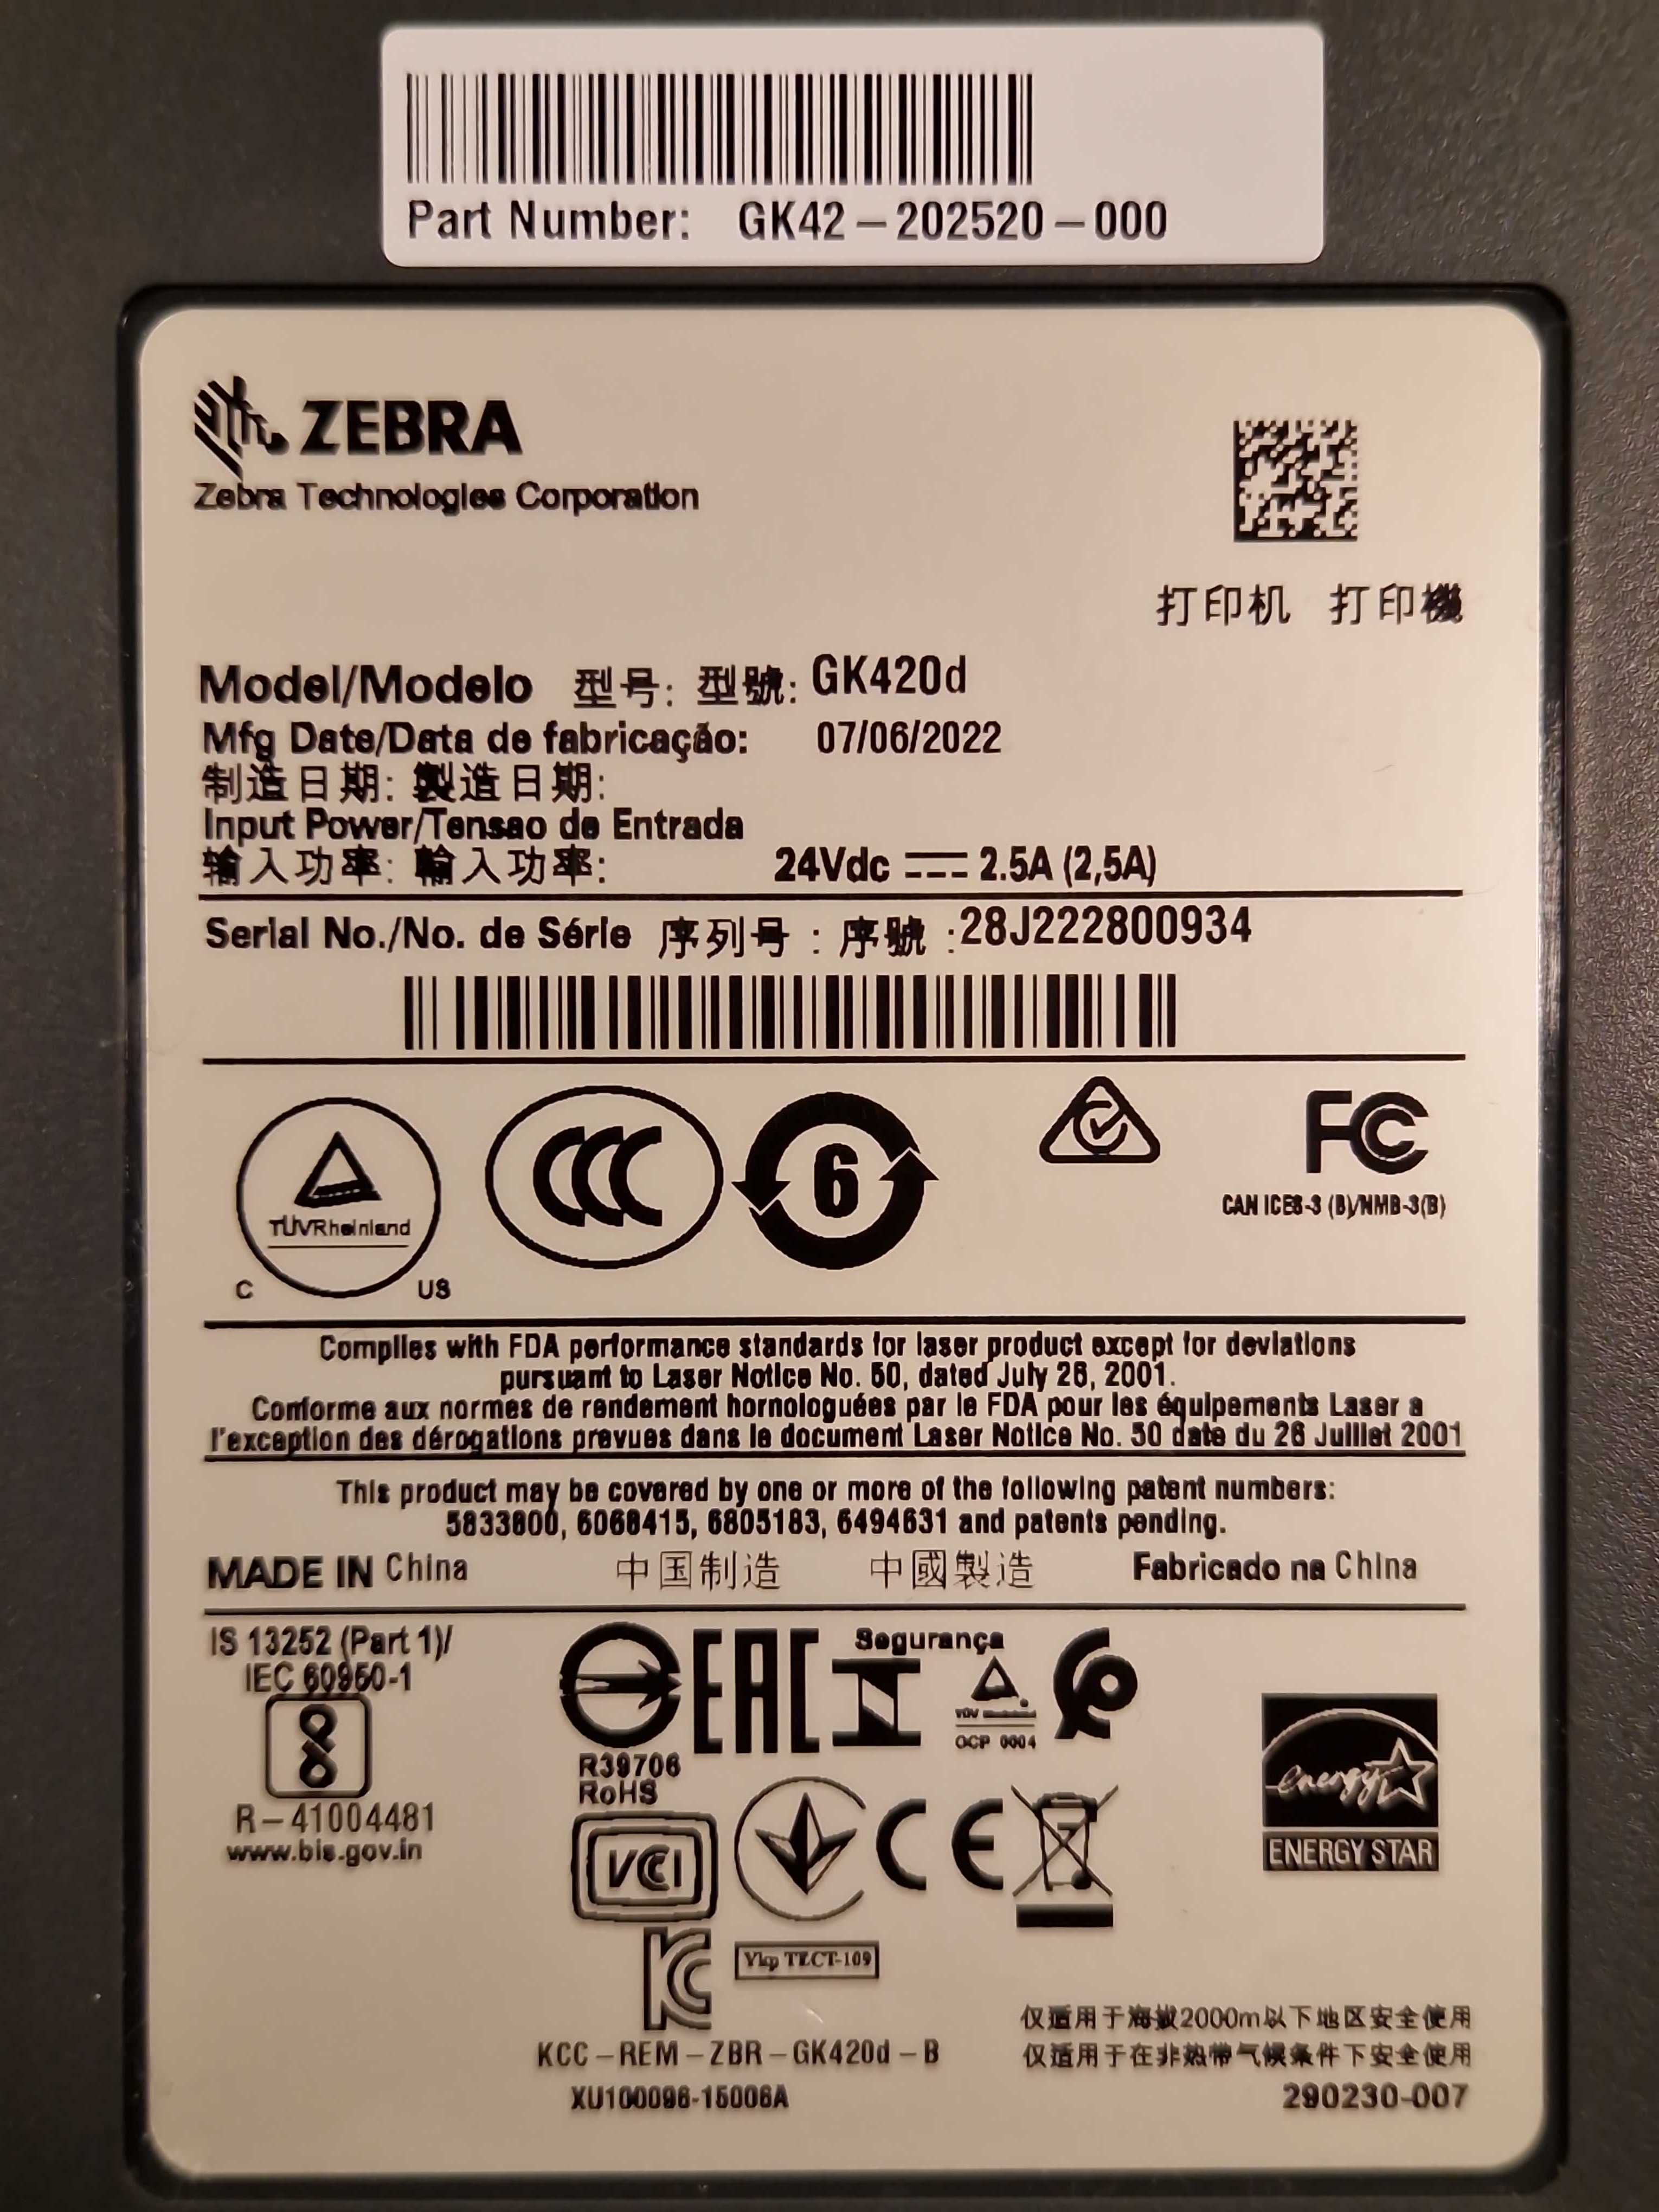 Part Number: GK42-202520-000
ZEBRA
Zebra Technologies Corporation
打印机 打印機
Model/Modelo 型号: 型號: GK420d
Mfg Date/Data de fabricação: 07/06/2022
制造日期: 製造日期:
Input Power/Tensao de Entrada
输入功率: 輸入功率: 24Vdc ⎓ 2.5A (2,5A)
Serial No./No. de Série 序列号 : 序號 :28J222800934
TÜVRheinland
C US
CCC
6
FC
CAN ICES-3 (B)/NMB-3(B)
Complies with FDA performance standards for laser product except for deviations
pursuant to Laser Notice No. 50, dated July 26, 2001.
Conforme aux normes de rendement homologuées par le FDA pour les équipements Laser a
l'exception des dérogations prevues dans le document Laser Notice No. 50 date du 26 Juillet 2001
This product may be covered by one or more of the following patent numbers:
5833800, 6068415, 6805183, 6494631 and patents pending.
MADE IN China 中国制造 中國製造 Fabricado na China
IS 13252 (Part 1)/
IEC 60950-1
R-41004481
www.bis.gov.in
EAC
Segurança
OCP 0004
R39706
RoHS
VCCI
CE
energy
ENERGY STAR
KC
TECT-109
KCC-REM-ZBR-GK420d-B
XU100096-15006A
仅适用于海拔2000m以下地区安全使用
仅适用于在非热带气候条件下安全使用
290230-007